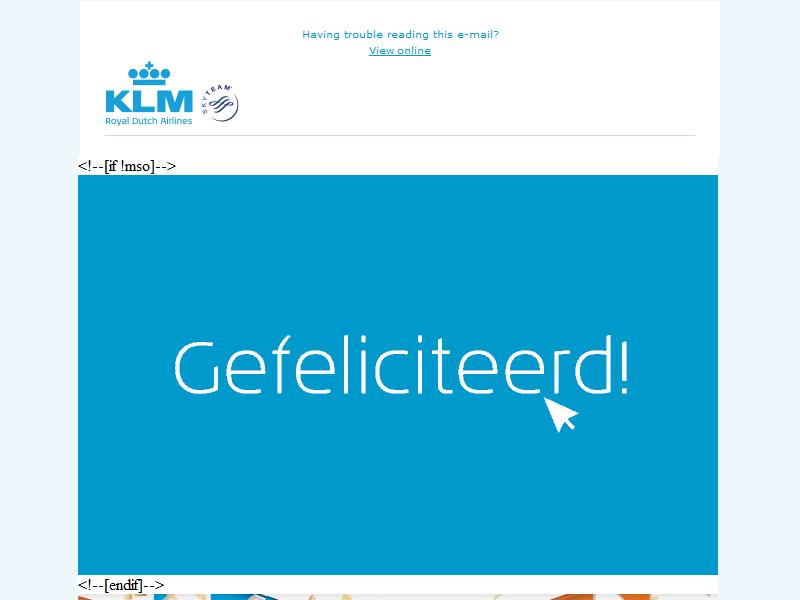 Having trouble reading this e-mail?
View online
KLM
Royal Dutch Airlines
SKYTEAM
<!--[if !mso]-->
Gefeliciteerd!
<!--[endif]-->